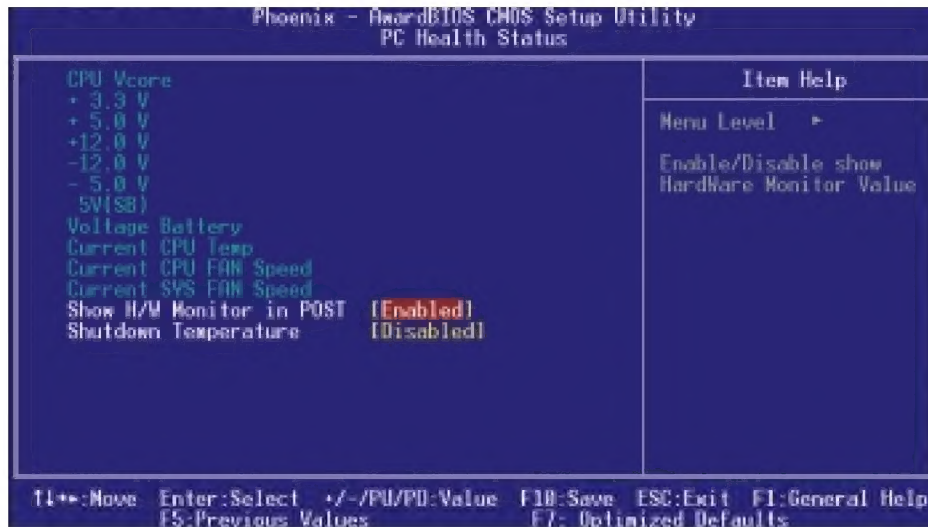 Phoenix - AwardBIOS CMOS Setup Utility
PC Health Status
CPU Vcore
+ 3.3 V
+ 5.0 V
+12.0 V
-12.0 V
- 5.0 V
5V(SB)
Voltage Battery
Current CPU Temp
Current CPU FAN Speed
Current SYS FAN Speed
Show H/W Monitor in POST [Enabled]
Shutdown Temperature [Disabled]
Item Help
Menu Level ►
Enable/Disable show
HardWare Monitor Value
↑↓→←:Move Enter:Select +/-/PU/PD:Value F10:Save ESC:Exit F1:General Help
F5:Previous Values F7: Optimized Defaults